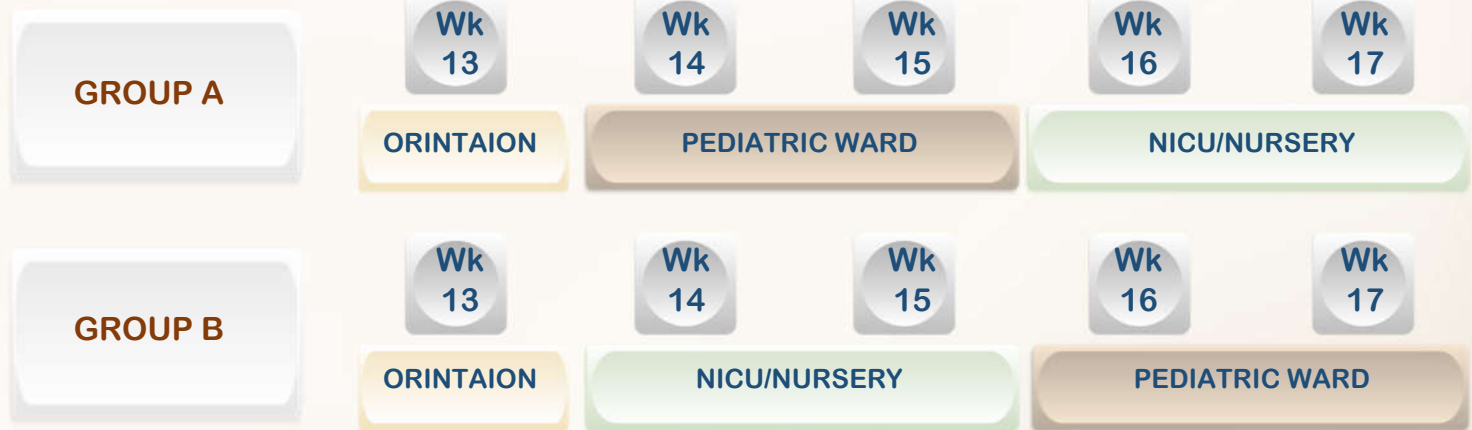 GROUP A
Wk 13
Wk 14
Wk 15
Wk 16
Wk 17
ORINTAION
PEDIATRIC WARD
NICU/NURSERY
GROUP B
Wk 13
Wk 14
Wk 15
Wk 16
Wk 17
ORINTAION
NICU/NURSERY
PEDIATRIC WARD